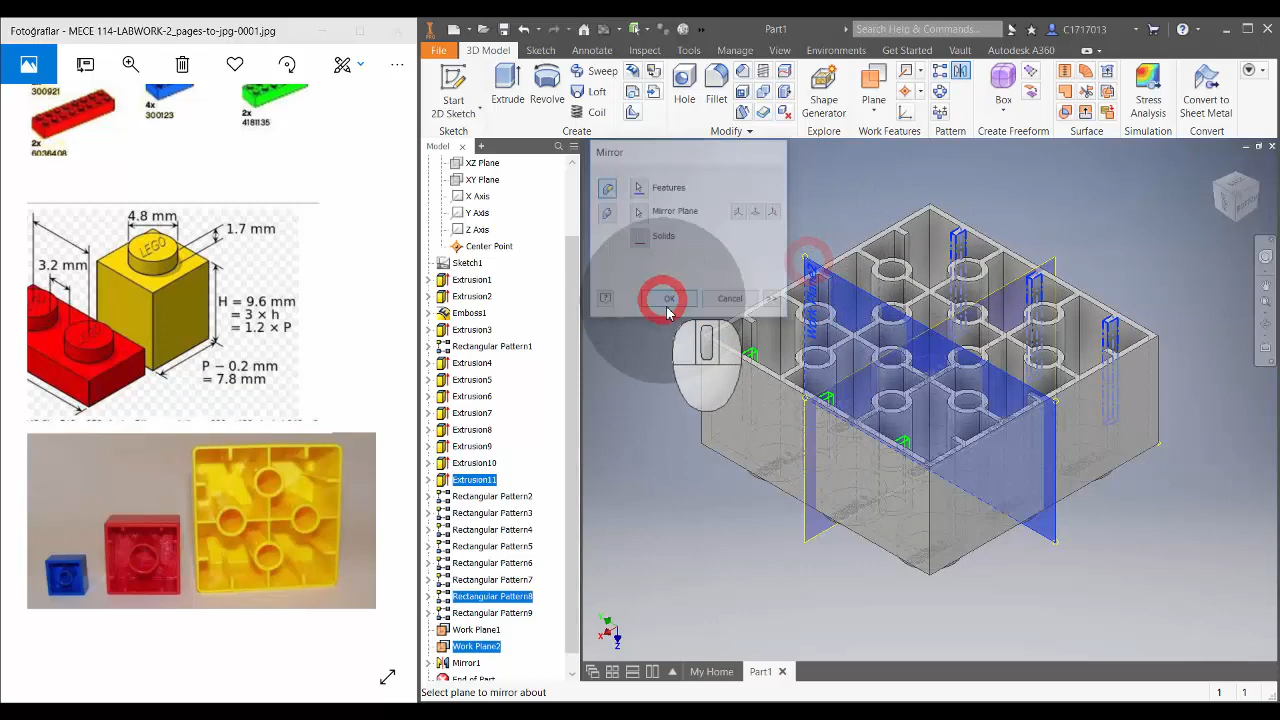 Fotoğraflar - MECE 114-LABWORK-2_pages-to-jpg-0001.jpg
300921
4x
300123
2x
4181135
2x
6036408
4.8 mm
1.7 mm
LEGO
3.2 mm
H = 9.6 mm
= 3 × h
= 1.2 × P
P − 0.2 mm
= 7.8 mm
Part1
Search Help & Commands...
C1717013
File
3D Model
Sketch
Annotate
Inspect
Tools
Manage
View
Environments
Get Started
Vault
Autodesk A360
Start
2D Sketch
Extrude
Revolve
Sweep
Loft
Coil
Hole
Fillet
Shape
Generator
Plane
Box
Stress
Analysis
Convert to
Sheet Metal
Sketch
Create
Modify
Explore
Work Features
Pattern
Create Freeform
Surface
Simulation
Convert
Model
XZ Plane
XY Plane
X Axis
Y Axis
Z Axis
Center Point
Sketch1
Extrusion1
Extrusion2
Emboss1
Extrusion3
Rectangular Pattern1
Extrusion4
Extrusion5
Extrusion6
Extrusion7
Extrusion8
Extrusion9
Extrusion10
Extrusion11
Rectangular Pattern2
Rectangular Pattern3
Rectangular Pattern4
Rectangular Pattern5
Rectangular Pattern6
Rectangular Pattern7
Rectangular Pattern8
Rectangular Pattern9
Work Plane1
Work Plane2
Mirror1
End of Part
Mirror
Features
Mirror Plane
Solids
OK
Cancel
>>
X
Y
Z
My Home
Part1
Select plane to mirror about
1
1